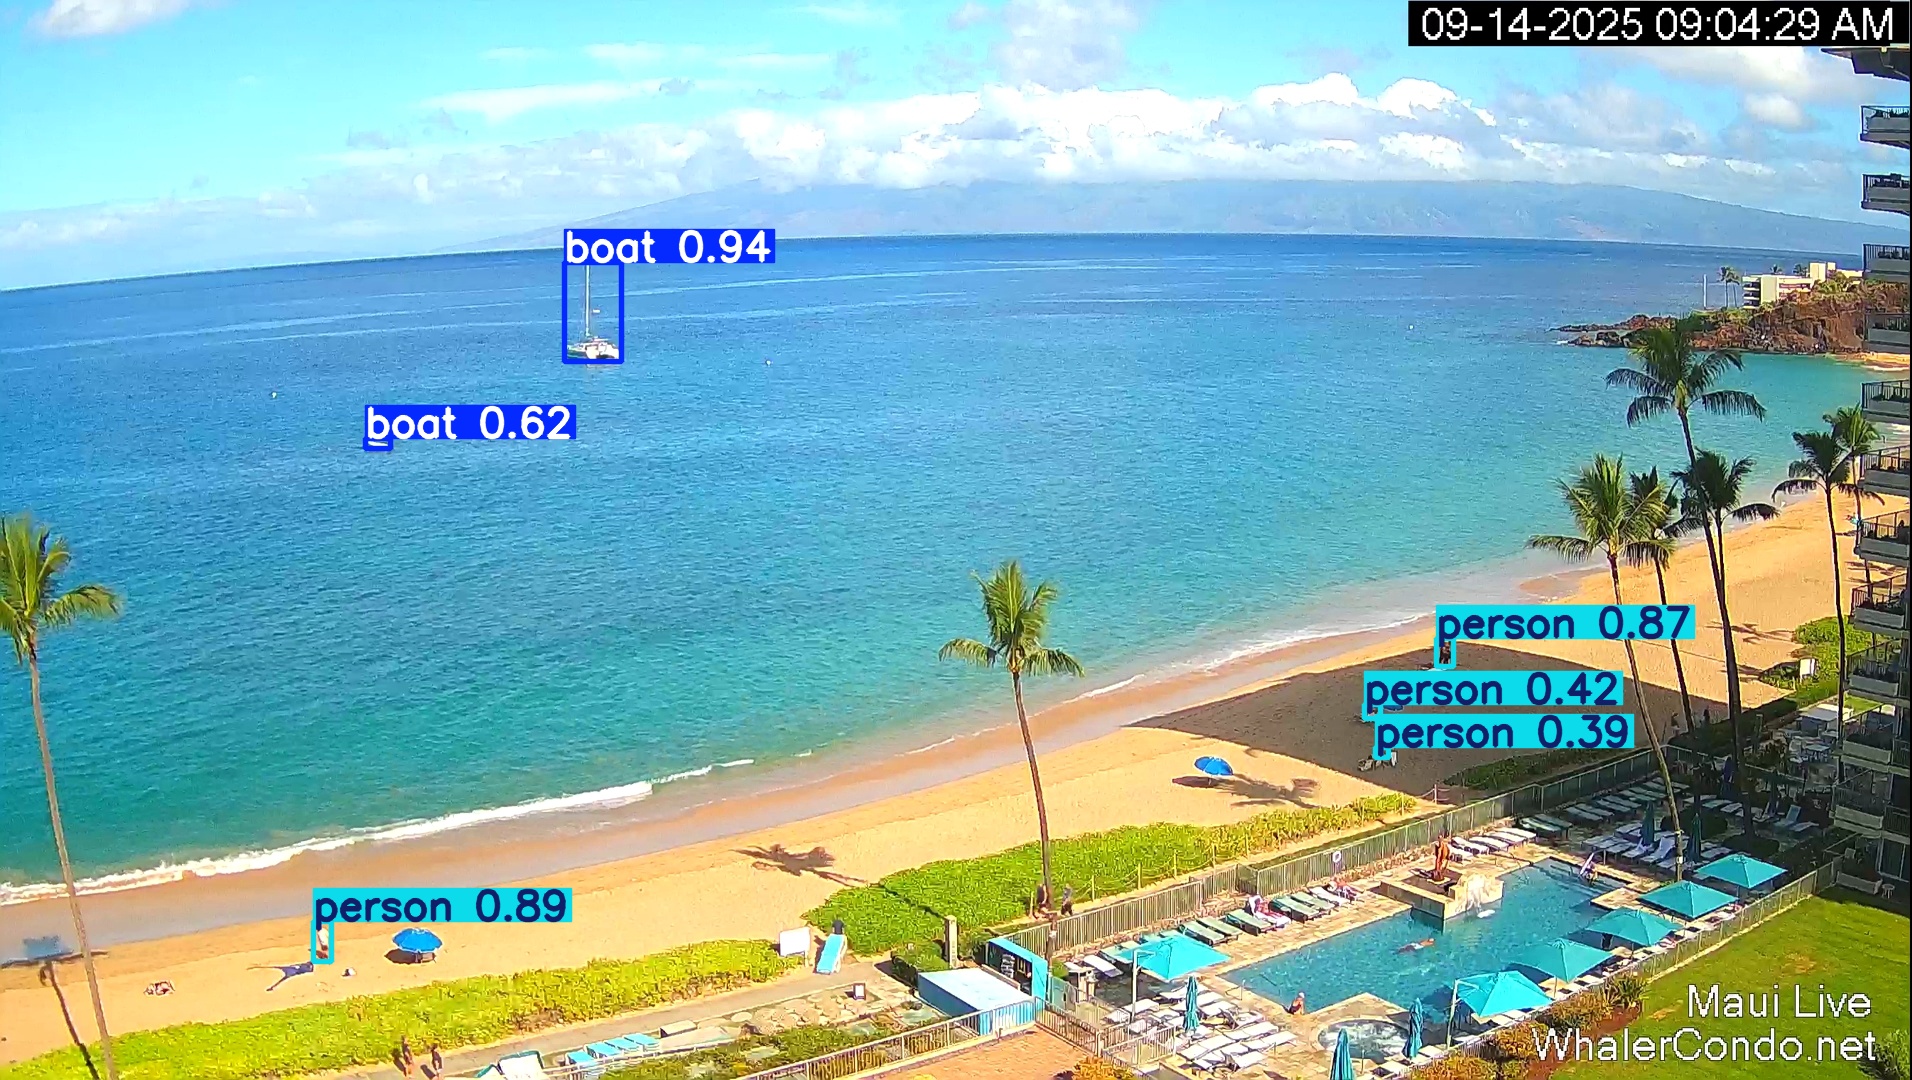 09-14-2025 09:04:29 AM
boat 0.94
boat 0.62
person 0.87
person 0.42
person 0.39
person 0.89
Maui Live
WhalerCondo.net